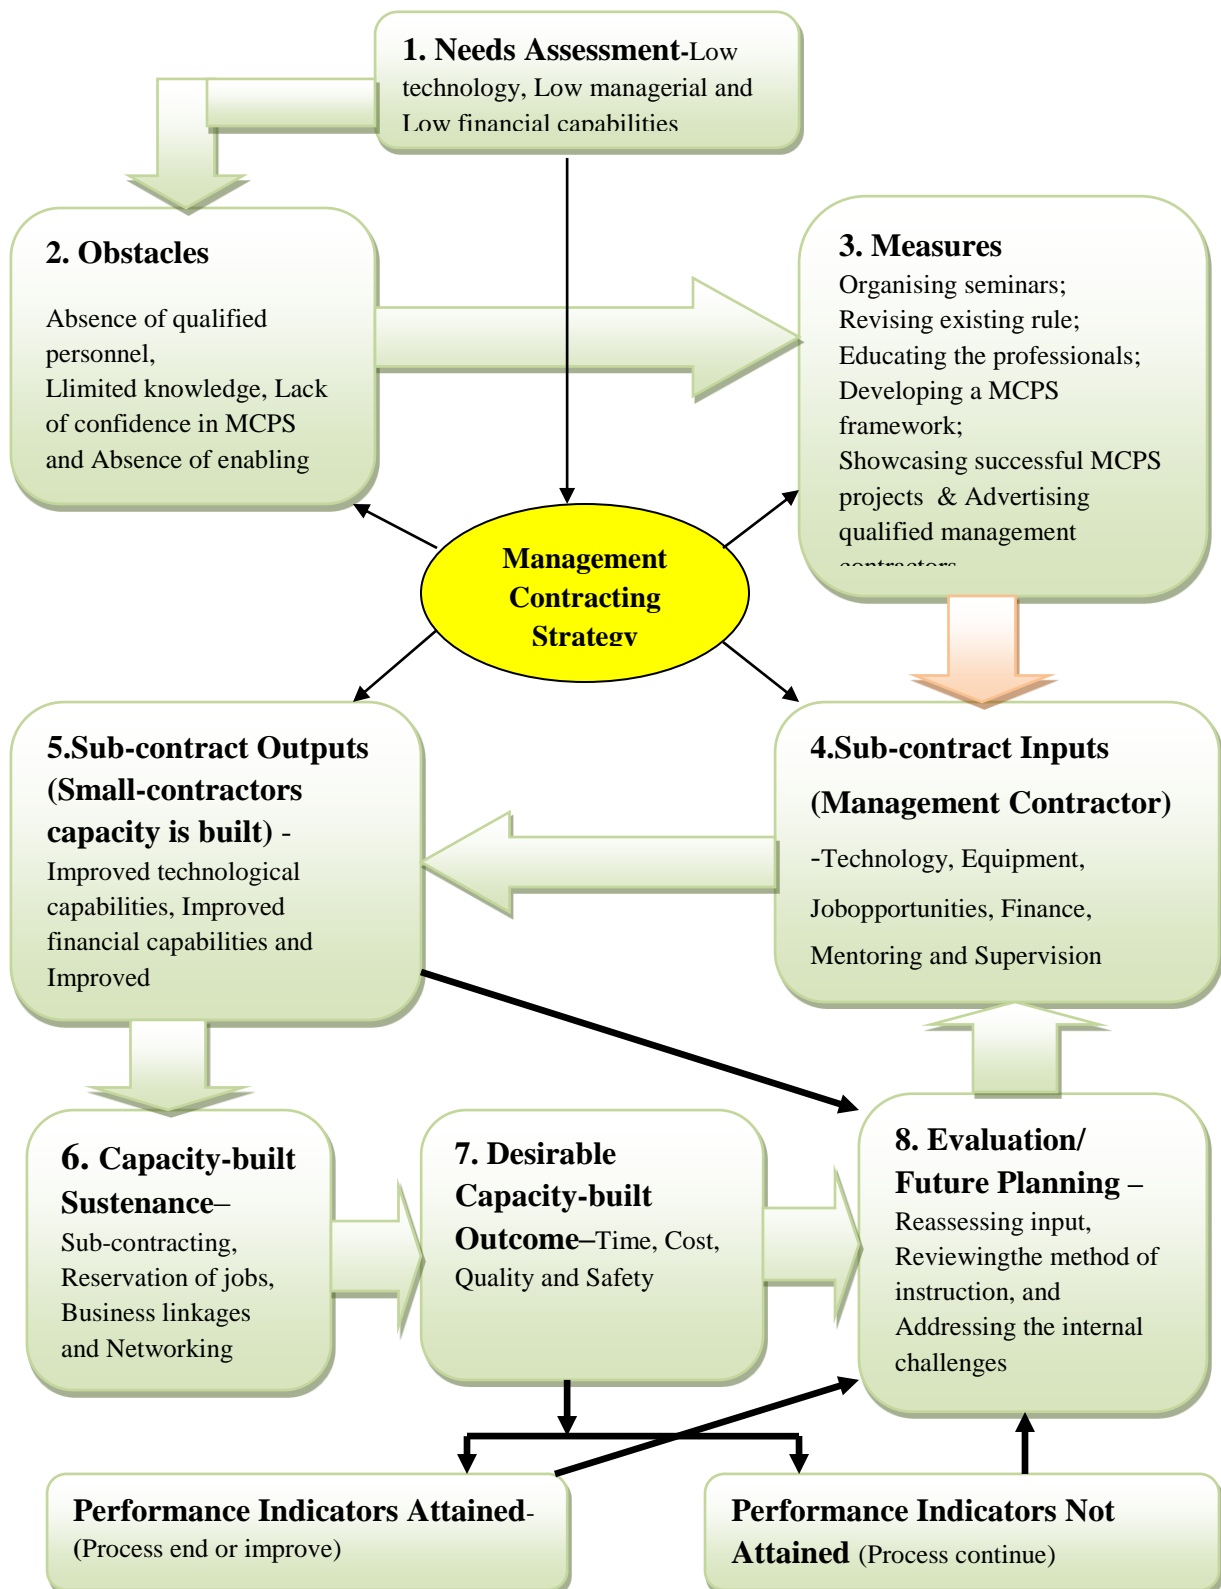 1. Needs Assessment-Low
technology, Low managerial and
Low financial capabilities
2. Obstacles
Absence of qualified
personnel,
Llimited knowledge, Lack
of confidence in MCPS
and Absence of enabling
3. Measures
Organising seminars;
Revising existing rule;
Educating the professionals;
Developing a MCPS
framework;
Showcasing successful MCPS
projects & Advertising
qualified management
contractors
Management
Contracting
Strategy
5.Sub-contract Outputs
(Small-contractors
capacity is built) -
Improved technological
capabilities, Improved
financial capabilities and
Improved
4.Sub-contract Inputs
(Management Contractor)
-Technology, Equipment,
Jobopportunities, Finance,
Mentoring and Supervision
6. Capacity-built
Sustenance–
Sub-contracting,
Reservation of jobs,
Business linkages
and Networking
7. Desirable
Capacity-built
Outcome–Time, Cost,
Quality and Safety
8. Evaluation/
Future Planning –
Reassessing input,
Reviewingthe method of
instruction, and
Addressing the internal
challenges
Performance Indicators Attained-
(Process end or improve)
Performance Indicators Not
Attained (Process continue)